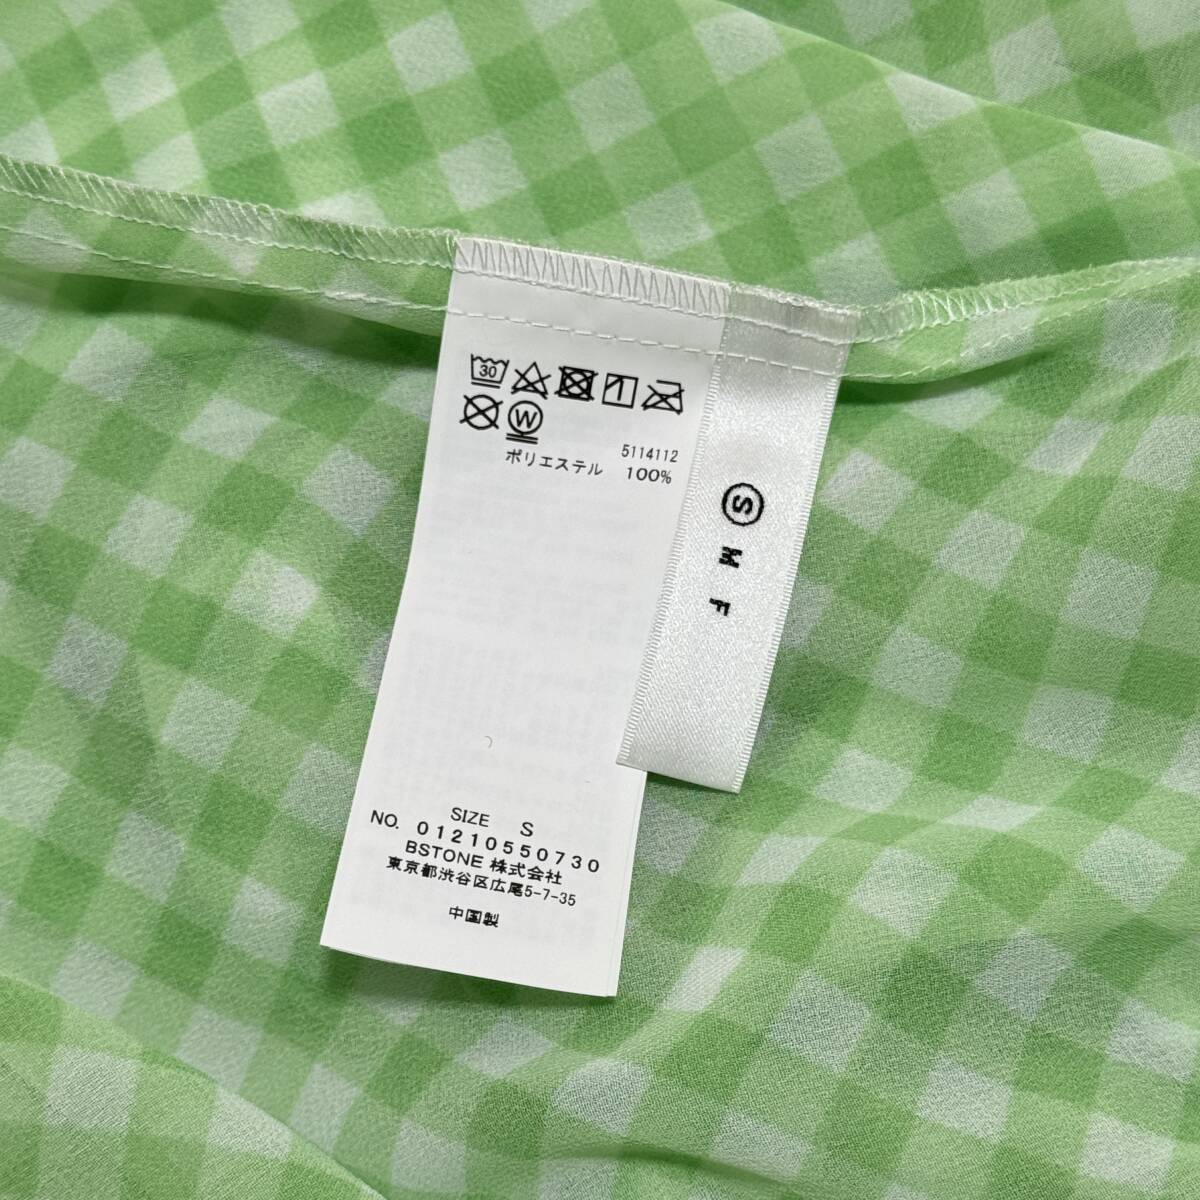 30
W
5114112
ポリエステル 100%
SIZE S
NO. 01210550730
BSTONE 株式会社
東京都渋谷区広尾5-7-35
中国製
S
M
F